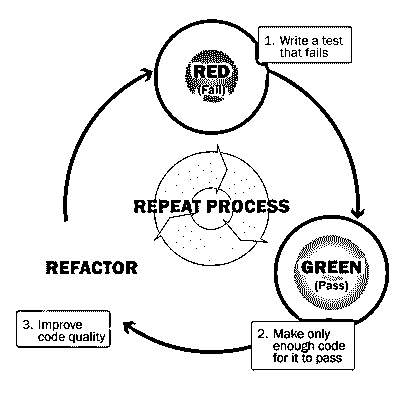 1. Write a test
that fails
RED
(Fail)
REPEAT PROCESS
GREEN
(Pass)
REFACTOR
2. Make only
enough code
for it to pass
3. Improve
code quality